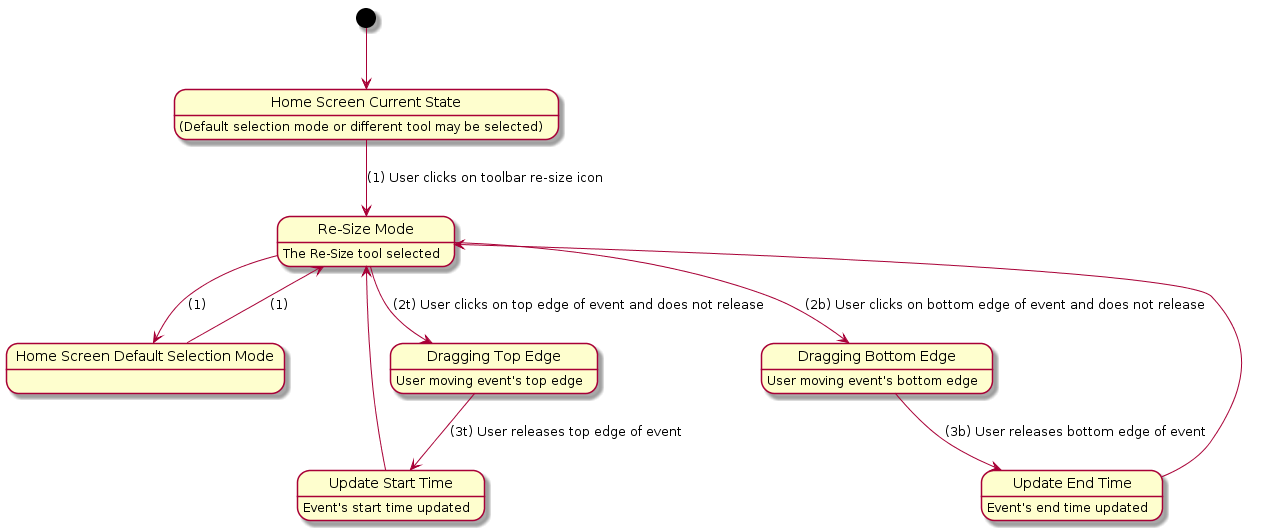 Home Screen Current State
(Default selection mode or different tool may be selected)
(1) User clicks on toolbar re-size icon
Re-Size Mode
The Re-Size tool selected
(1)
(1)
(2t) User clicks on top edge of event and does not release
(2b) User clicks on bottom edge of event and does not release
Home Screen Default Selection Mode
Dragging Top Edge
User moving event's top edge
Dragging Bottom Edge
User moving event's bottom edge
(3t) User releases top edge of event
(3b) User releases bottom edge of event
Update Start Time
Event's start time updated
Update End Time
Event's end time updated